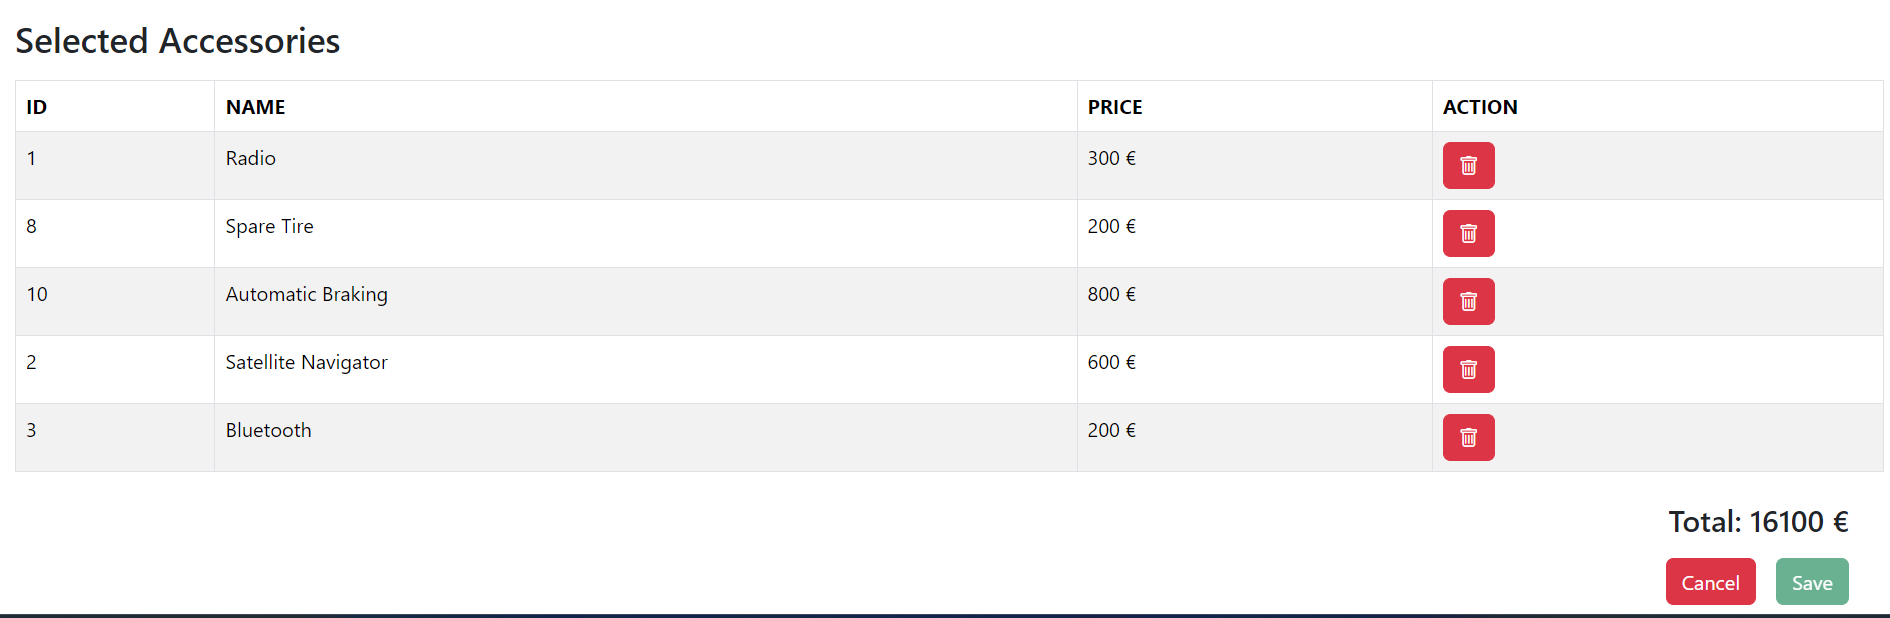 Selected Accessories
ID NAME PRICE ACTION
1 Radio 300 €
8 Spare Tire 200 €
10 Automatic Braking 800 €
2 Satellite Navigator 600 €
3 Bluetooth 200 €
Total: 16100 €
Cancel Save